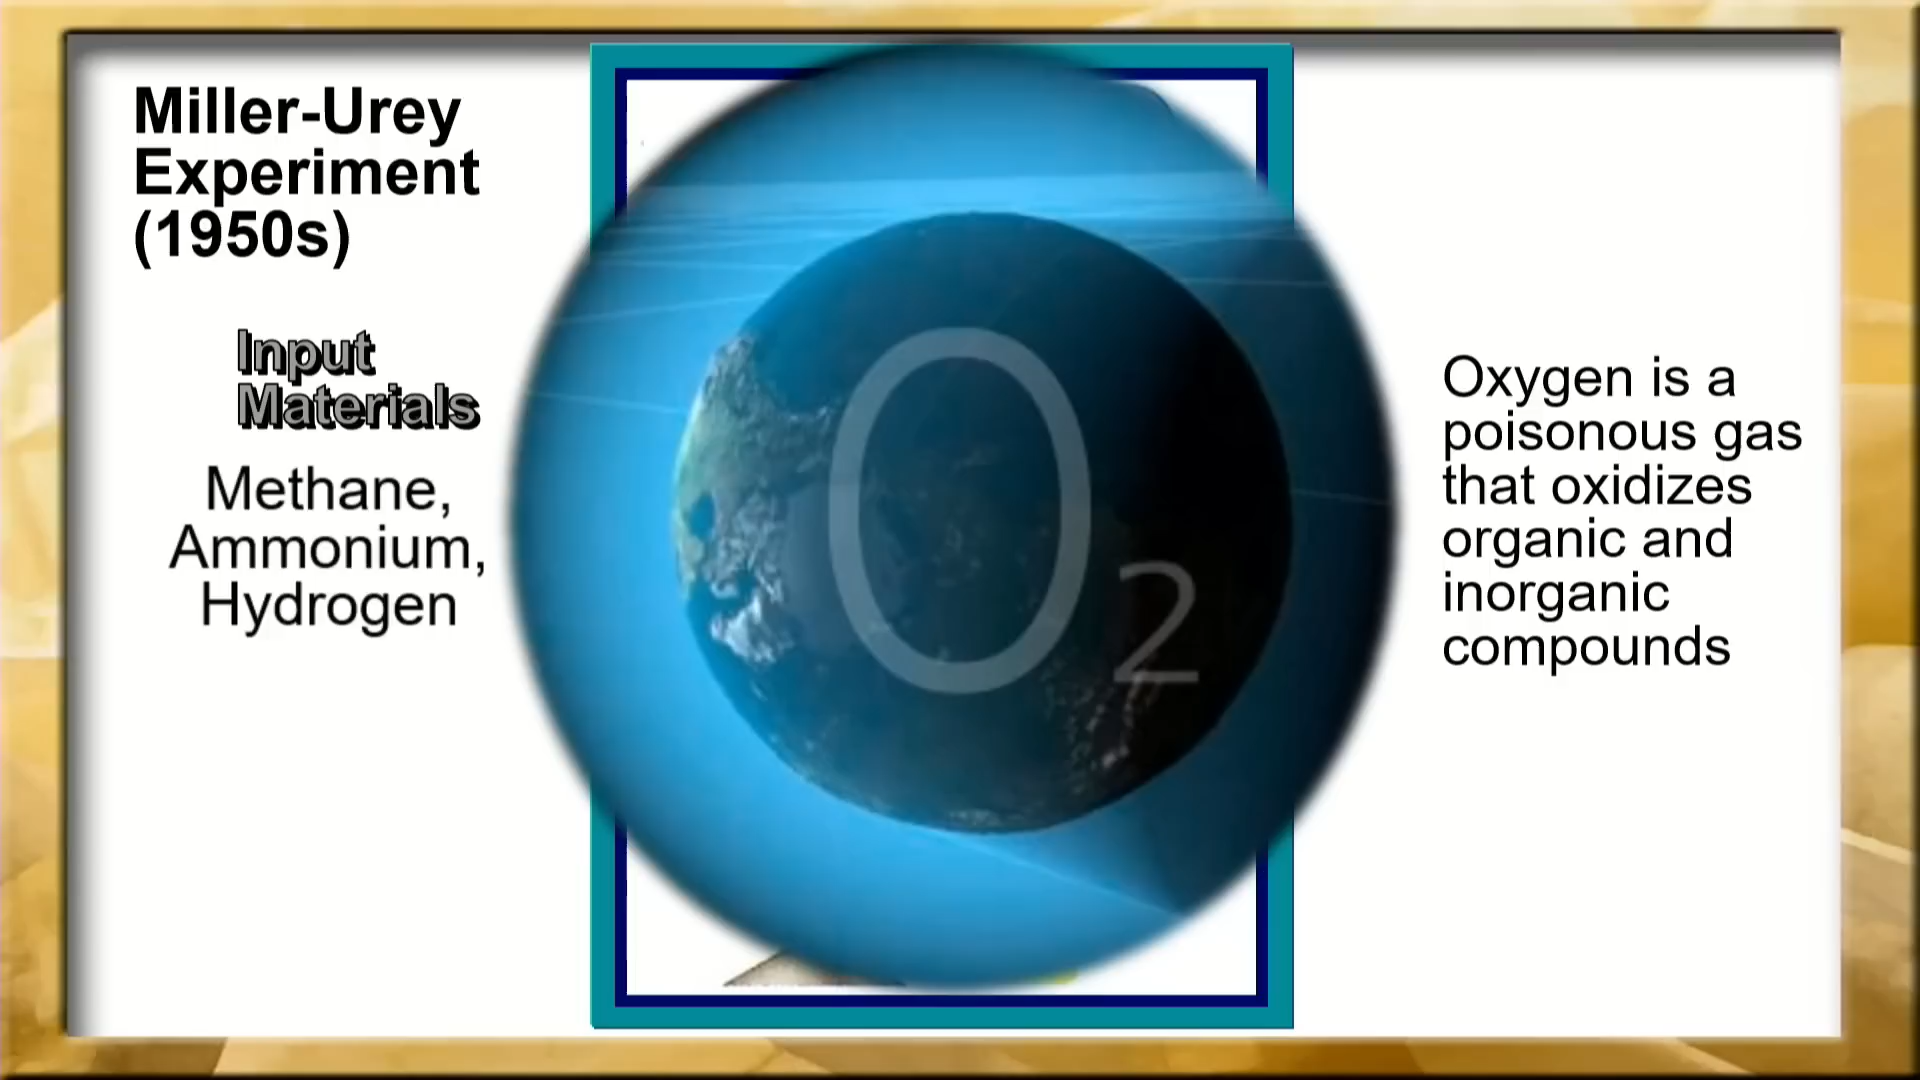 Miller-Urey
Experiment
(1950s)
Input
Materials
Methane,
Ammonium,
Hydrogen
O2
Oxygen is a
poisonous gas
that oxidizes
organic and
inorganic
compounds